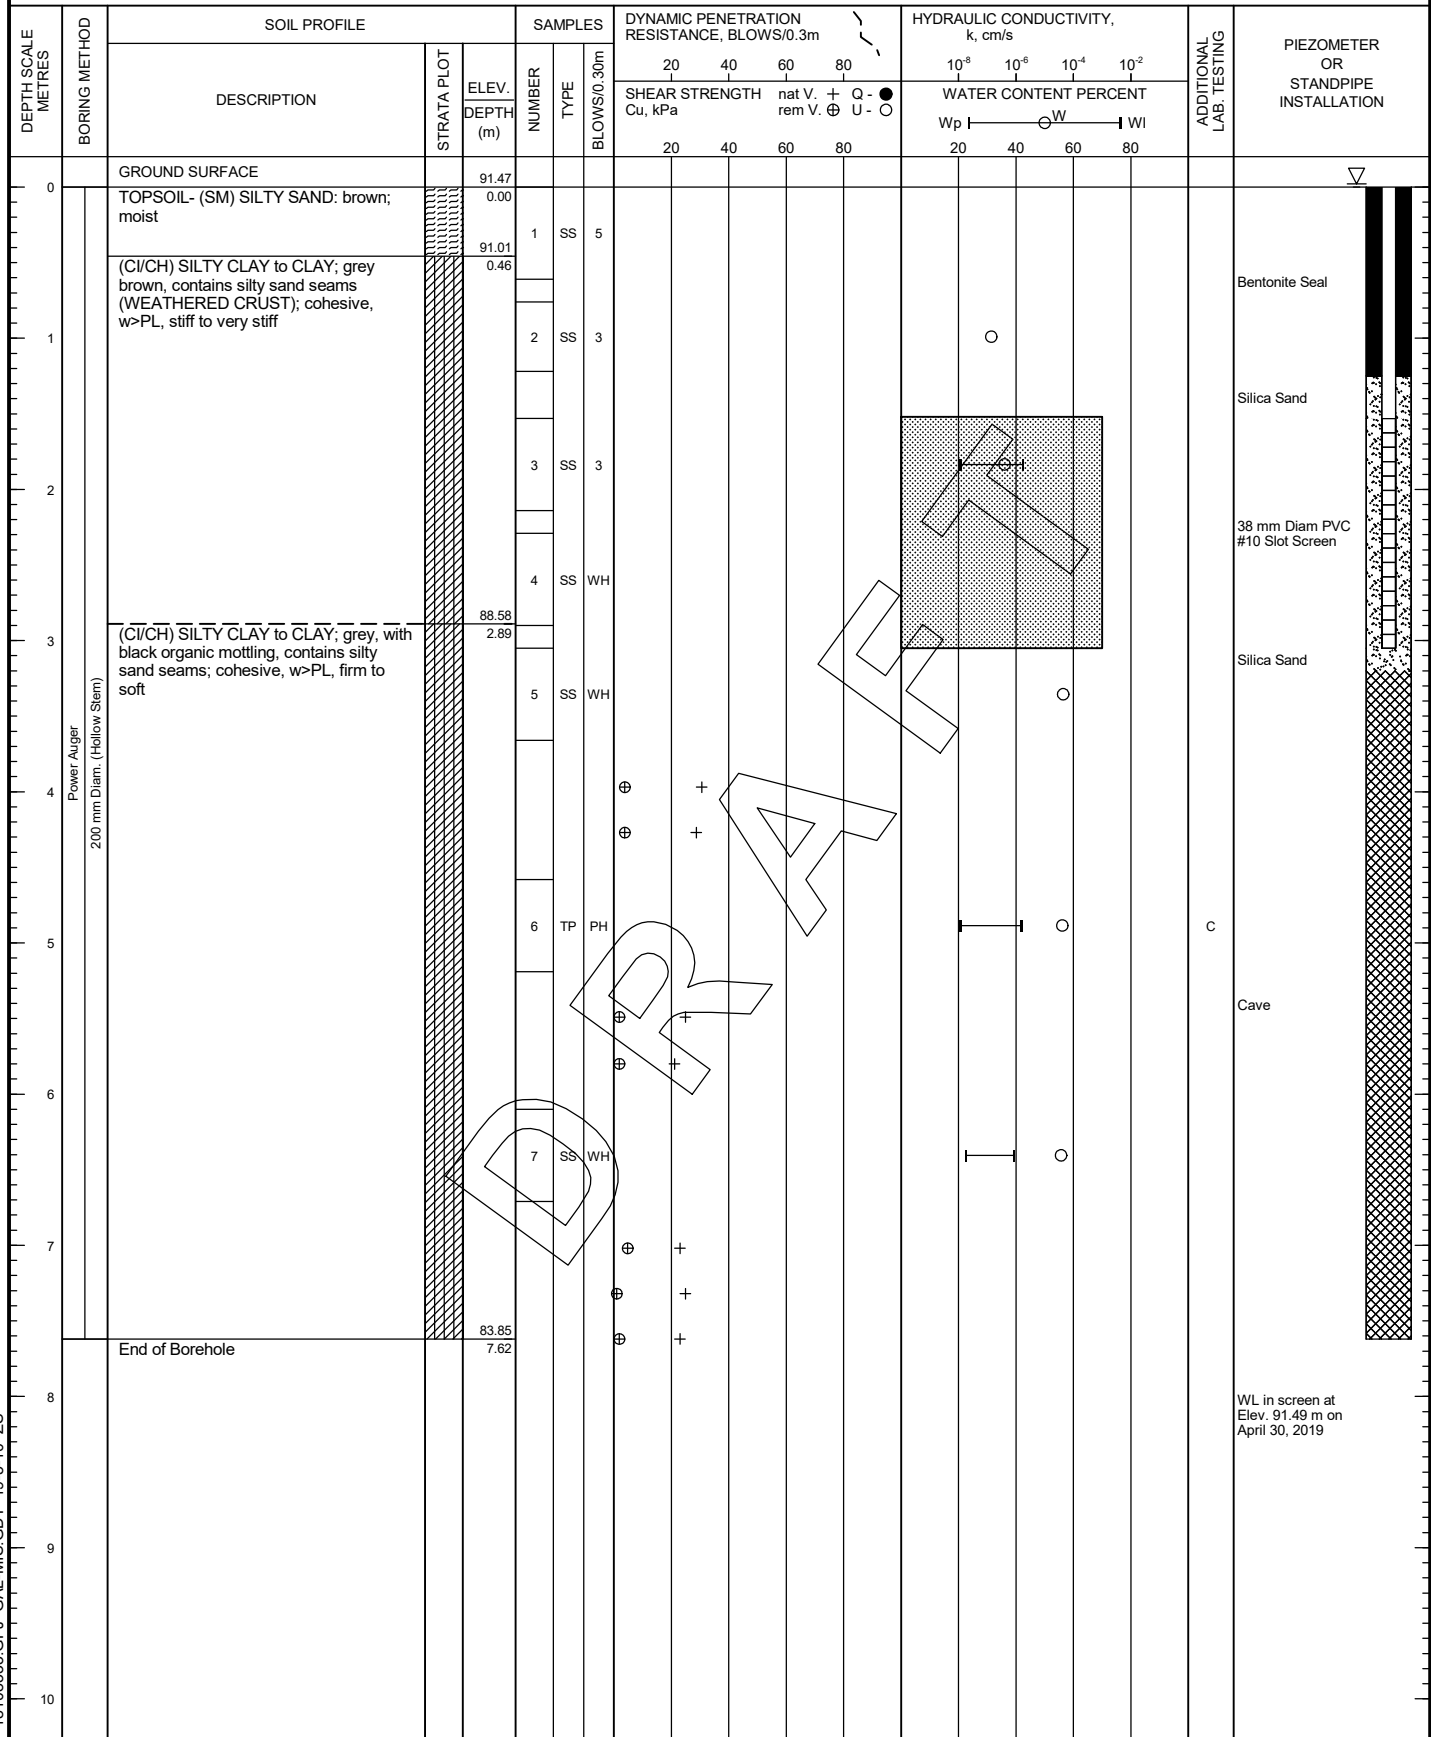 DEPTH SCALE
METRES
BORING METHOD
SOIL PROFILE
DESCRIPTION
STRATA PLOT
ELEV.
DEPTH
(m)
SAMPLES
NUMBER
TYPE
BLOWS/0.30m
DYNAMIC PENETRATION
RESISTANCE, BLOWS/0.3m
20 40 60 80
SHEAR STRENGTH nat V. + Q - ●
Cu, kPa rem V. ⊕ U - ○
20 40 60 80
HYDRAULIC CONDUCTIVITY,
k, cm/s
10⁻⁸ 10⁻⁶ 10⁻⁴ 10⁻²
WATER CONTENT PERCENT
Wp W Wl
20 40 60 80
ADDITIONAL
LAB. TESTING
PIEZOMETER
OR
STANDPIPE
INSTALLATION
GROUND SURFACE 91.47
0
TOPSOIL- (SM) SILTY SAND: brown; 0.00
moist
1 SS 5
91.01
(CI/CH) SILTY CLAY to CLAY; grey 0.46
brown, contains silty sand seams
(WEATHERED CRUST); cohesive,
w>PL, stiff to very stiff
Bentonite Seal
1
2 SS 3
Silica Sand
3 SS 3
2
38 mm Diam PVC
#10 Slot Screen
4 SS WH
88.58
(CI/CH) SILTY CLAY to CLAY; grey, with 2.89
black organic mottling, contains silty
sand seams; cohesive, w>PL, firm to
soft
3
Silica Sand
5 SS WH
Power Auger
200 mm Diam. (Hollow Stem)
4
6 TP PH
C
5
Cave
6
7 SS WH
7
83.85
End of Borehole 7.62
8
WL in screen at
Elev. 91.49 m on
April 30, 2019
9
10
DRAFT